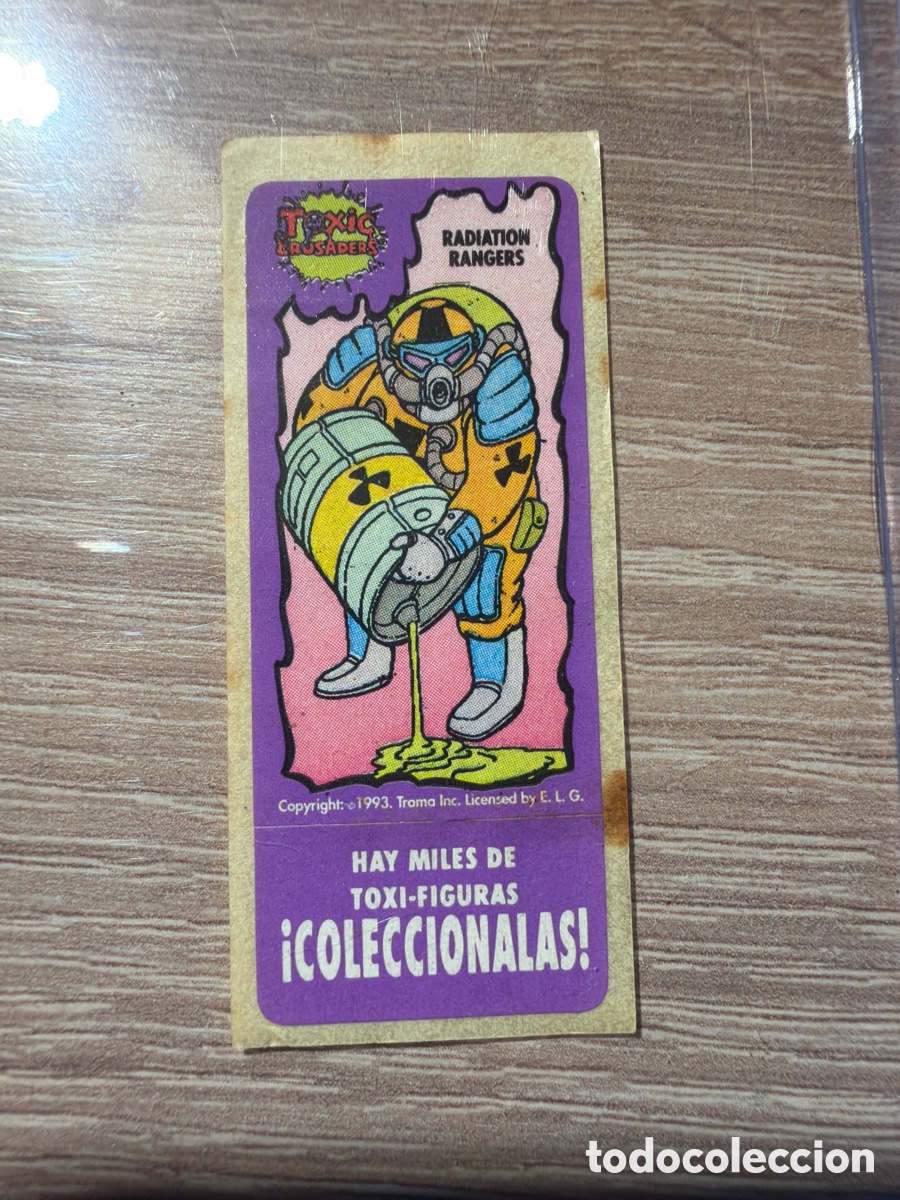 TOXIC
CRUSADERS
RADIATION
RANGERS
Copyright: ©1993. Troma Inc. Licensed by E. L. G.
HAY MILES DE
TOXI-FIGURAS
¡COLECCIONALAS!
todocoleccion